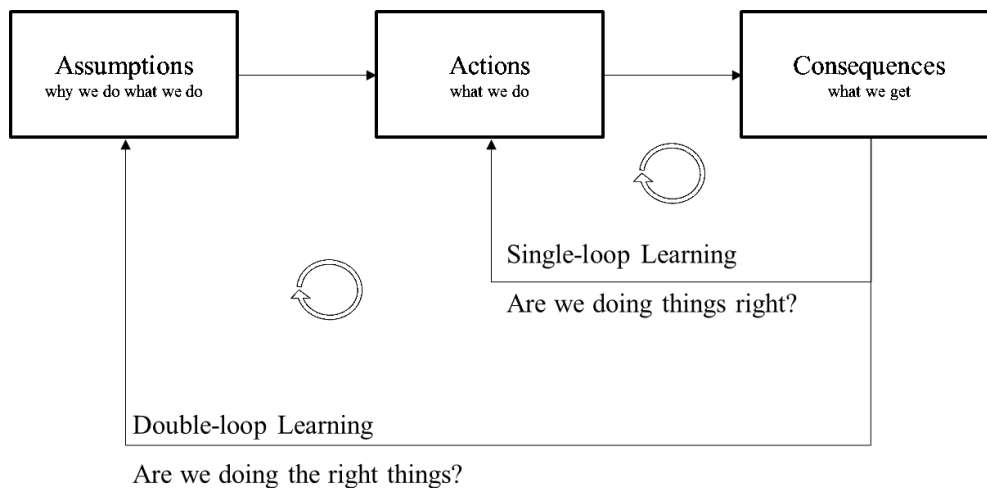 Assumptions
why we do what we do
Actions
what we do
Consequences
what we get
Single-loop Learning
Are we doing things right?
Double-loop Learning
Are we doing the right things?